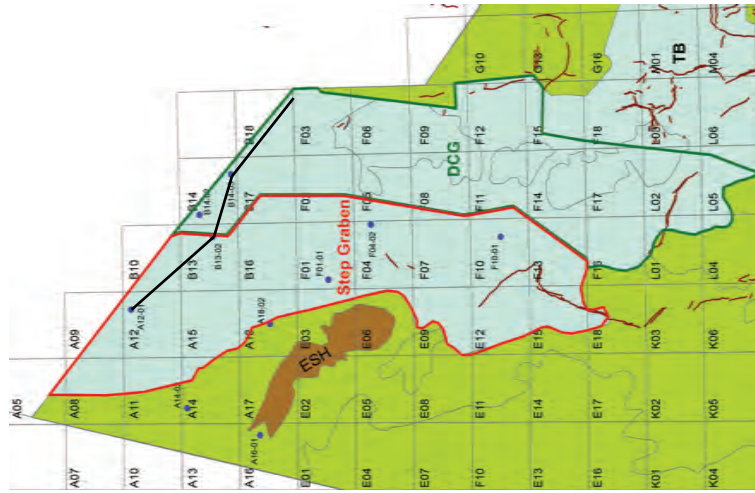 A05
A07
A08
A09
A10
A11
A12
A12-01
B10
A13
A14
A15
B13
B14
B13-02
A16-01
A17
A18-02
B16
B17
B18
E01
E02
E03
ESH
F01
F01-01
F03
Step Graben
E04
E05
E06
F04
F04-02
F05
F06
E07
E08
E09
F07
F08
F09
DCG
F10
E11
E12
F10
F10-01
F11
F12
G10
E13
E14
E15
F13
F14
F15
G13
E16
E17
E18
F16
F17
F18
G16
K01
K02
K03
L01
L02
L03
M01
TB
K04
K05
K06
L04
L05
L06
M04